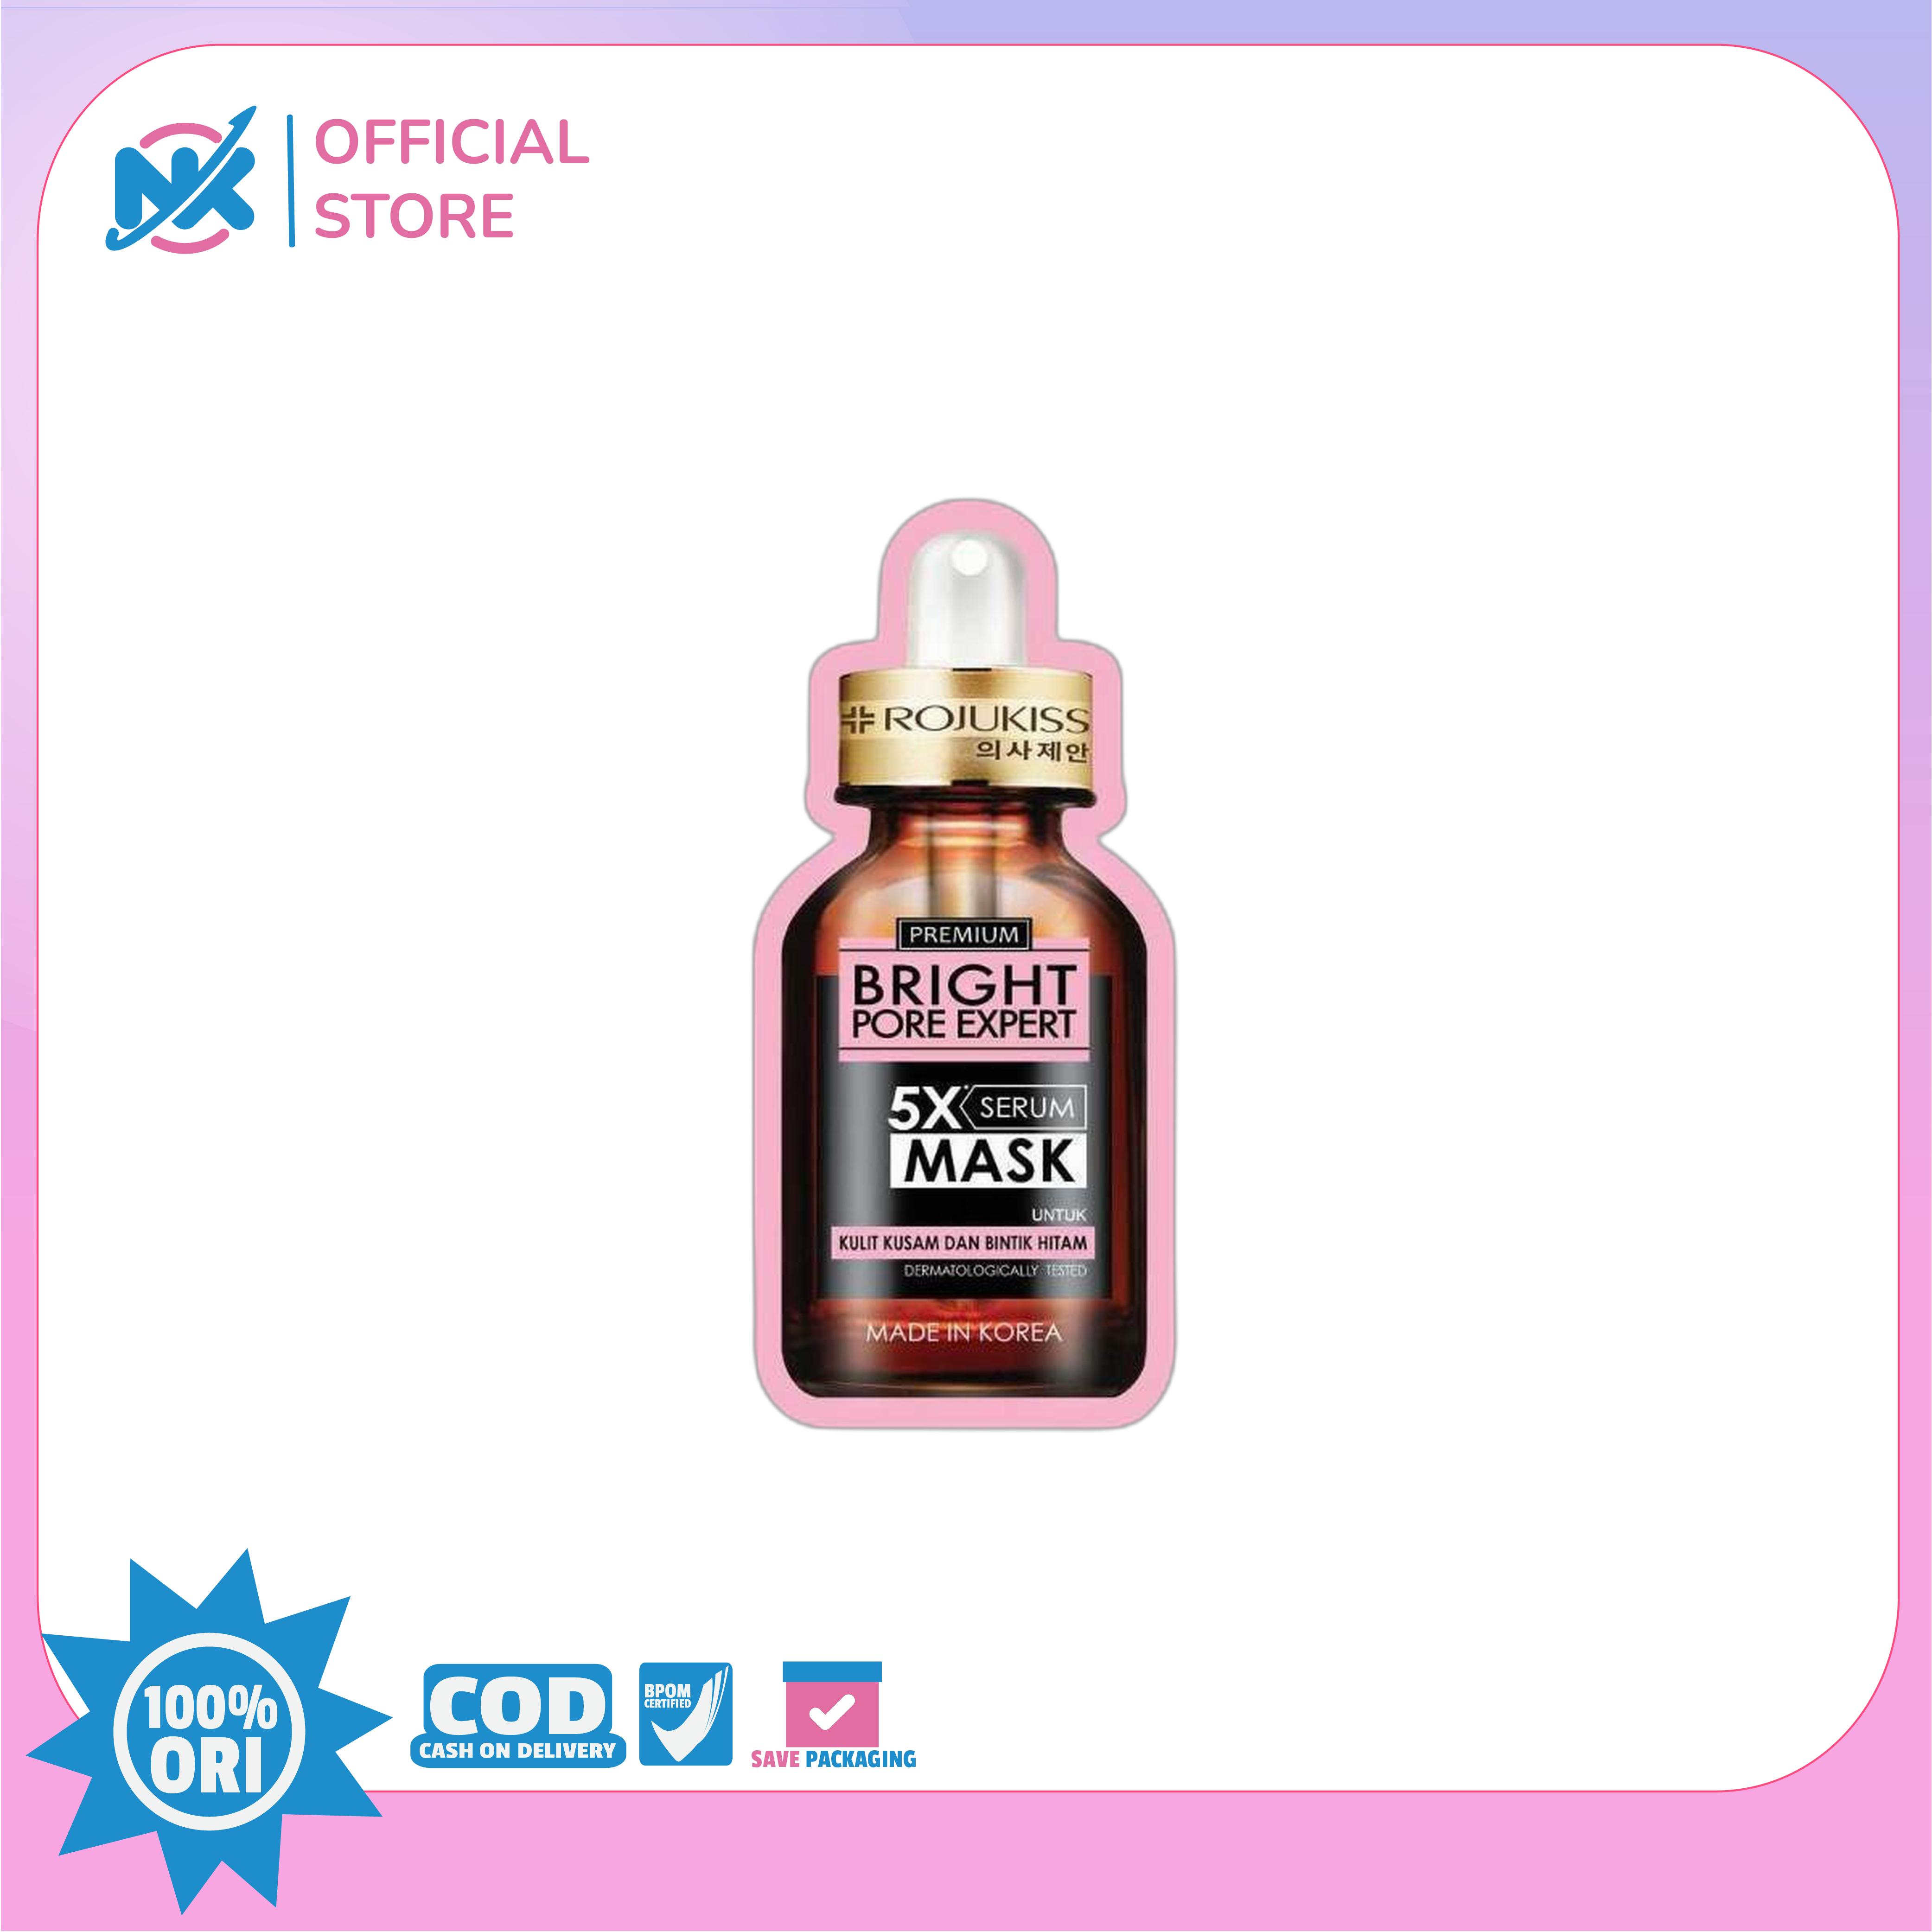 NX
OFFICIAL
STORE
ROJUKISS
의사제안
PREMIUM
BRIGHT
PORE EXPERT
5X* SERUM
MASK
UNTUK
KULIT KUSAM DAN BINTIK HITAM
DERMATOLOGICALLY TESTED
MADE IN KOREA
100%
ORI
COD
CASH ON DELIVERY
BPOM
CERTIFIED
SAVE PACKAGING